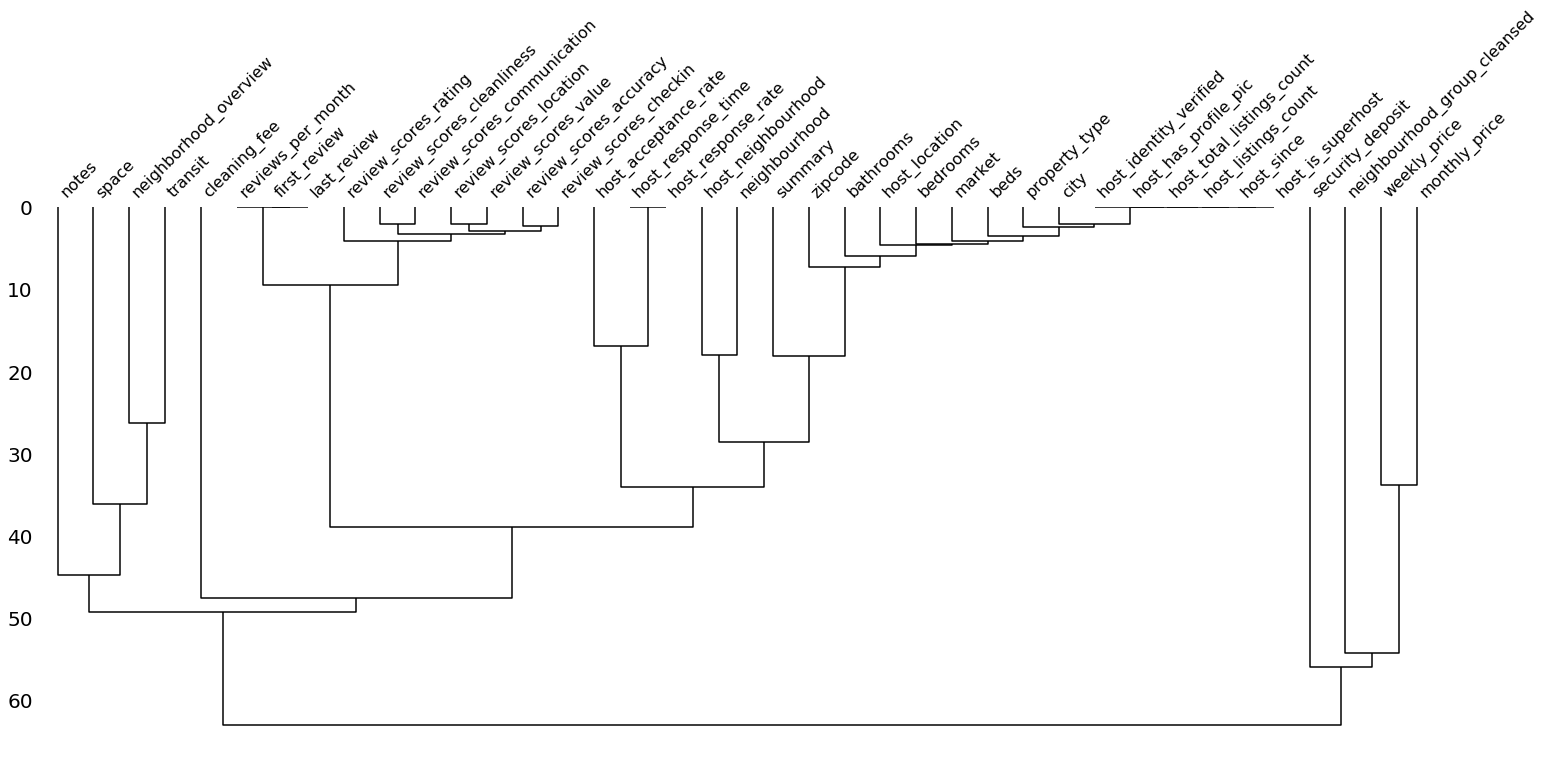 notes
space
neighborhood_overview
transit
cleaning_fee
reviews_per_month
first_review
last_review
review_scores_rating
review_scores_cleanliness
review_scores_communication
review_scores_location
review_scores_value
review_scores_accuracy
review_scores_checkin
host_acceptance_rate
host_response_time
host_response_rate
host_neighbourhood
neighbourhood
summary
zipcode
bathrooms
host_location
bedrooms
market
beds
property_type
city
host_identity_verified
host_has_profile_pic
host_total_listings_count
host_listings_count
host_since
host_is_superhost
security_deposit
neighbourhood_group_cleansed
weekly_price
monthly_price
0
10
20
30
40
50
60